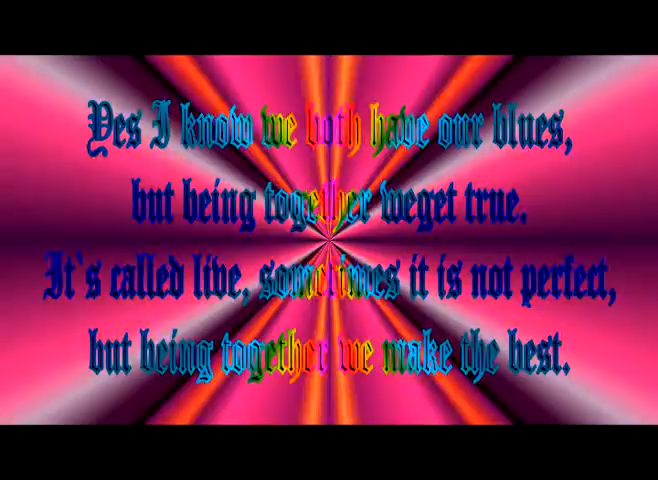 Yes I know we both have our blues,
but being together weget true.
It`s called live, sometimes it is not perfect,
but being together we make the best.